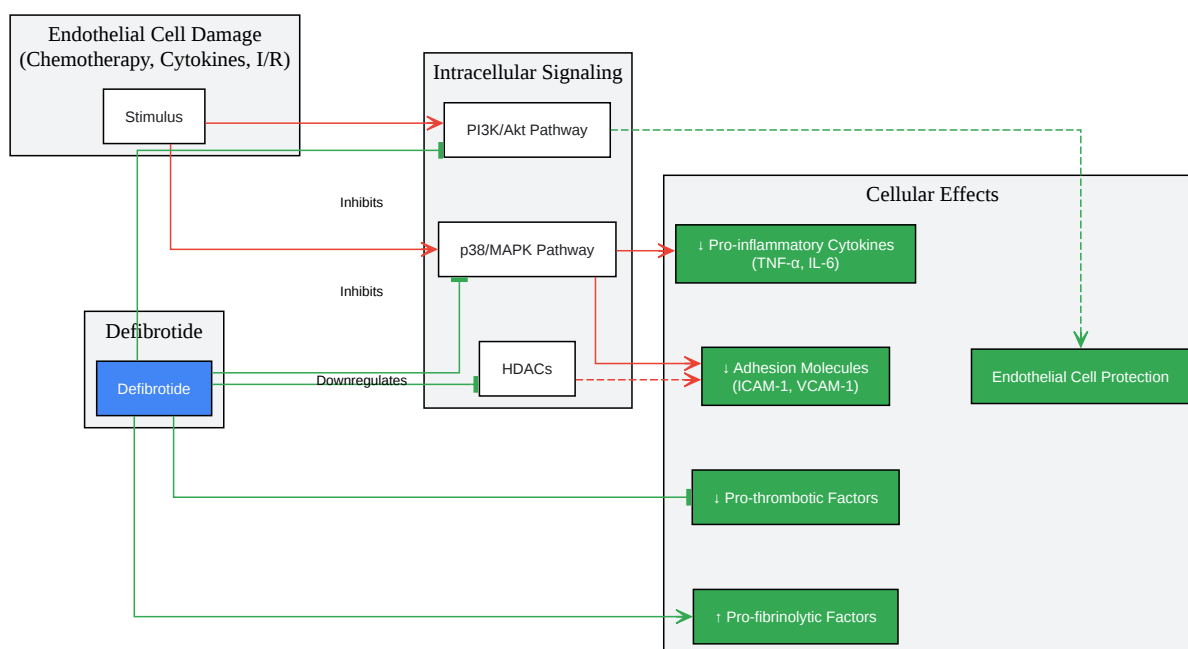 Endothelial Cell Damage
(Chemotherapy, Cytokines, I/R)
Stimulus
Intracellular Signaling
PI3K/Akt Pathway
Inhibits
p38/MAPK Pathway
Inhibits
HDACs
Defibrotide
Defibrotide
Downregulates
Cellular Effects
↓ Pro-inflammatory Cytokines
(TNF-α, IL-6)
↓ Adhesion Molecules
(ICAM-1, VCAM-1)
Endothelial Cell Protection
↓ Pro-thrombotic Factors
↑ Pro-fibrinolytic Factors